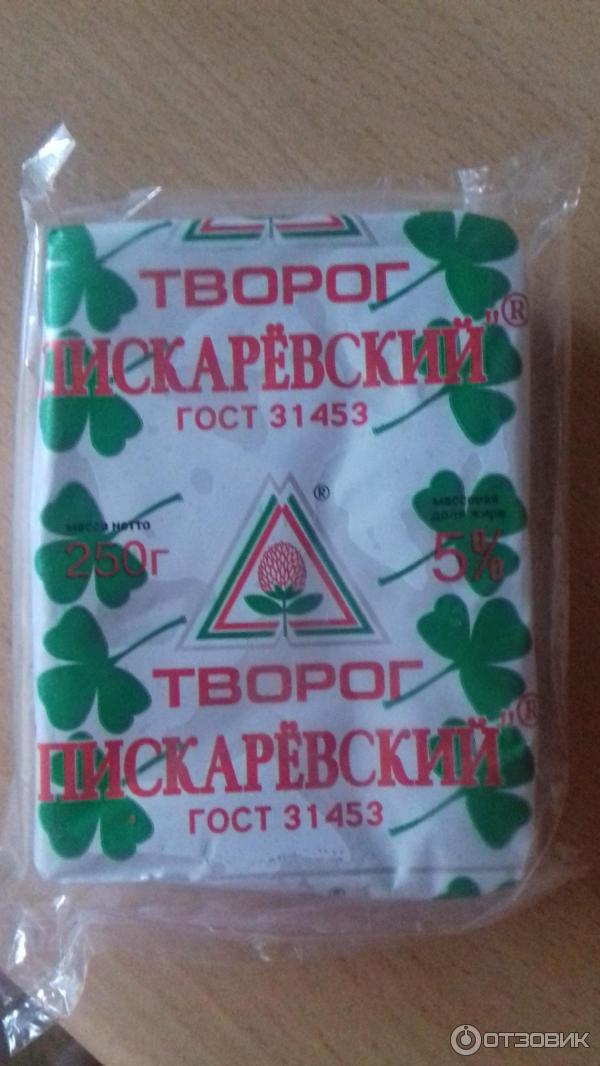 ТВОРОГ
ПИСКАРЁВСКИЙ"®
ГОСТ 31453
®
масса нетто
250г
массовая
доля жира
5%
ТВОРОГ
ПИСКАРЁВСКИЙ"®
ГОСТ 31453
ОТЗОВИК